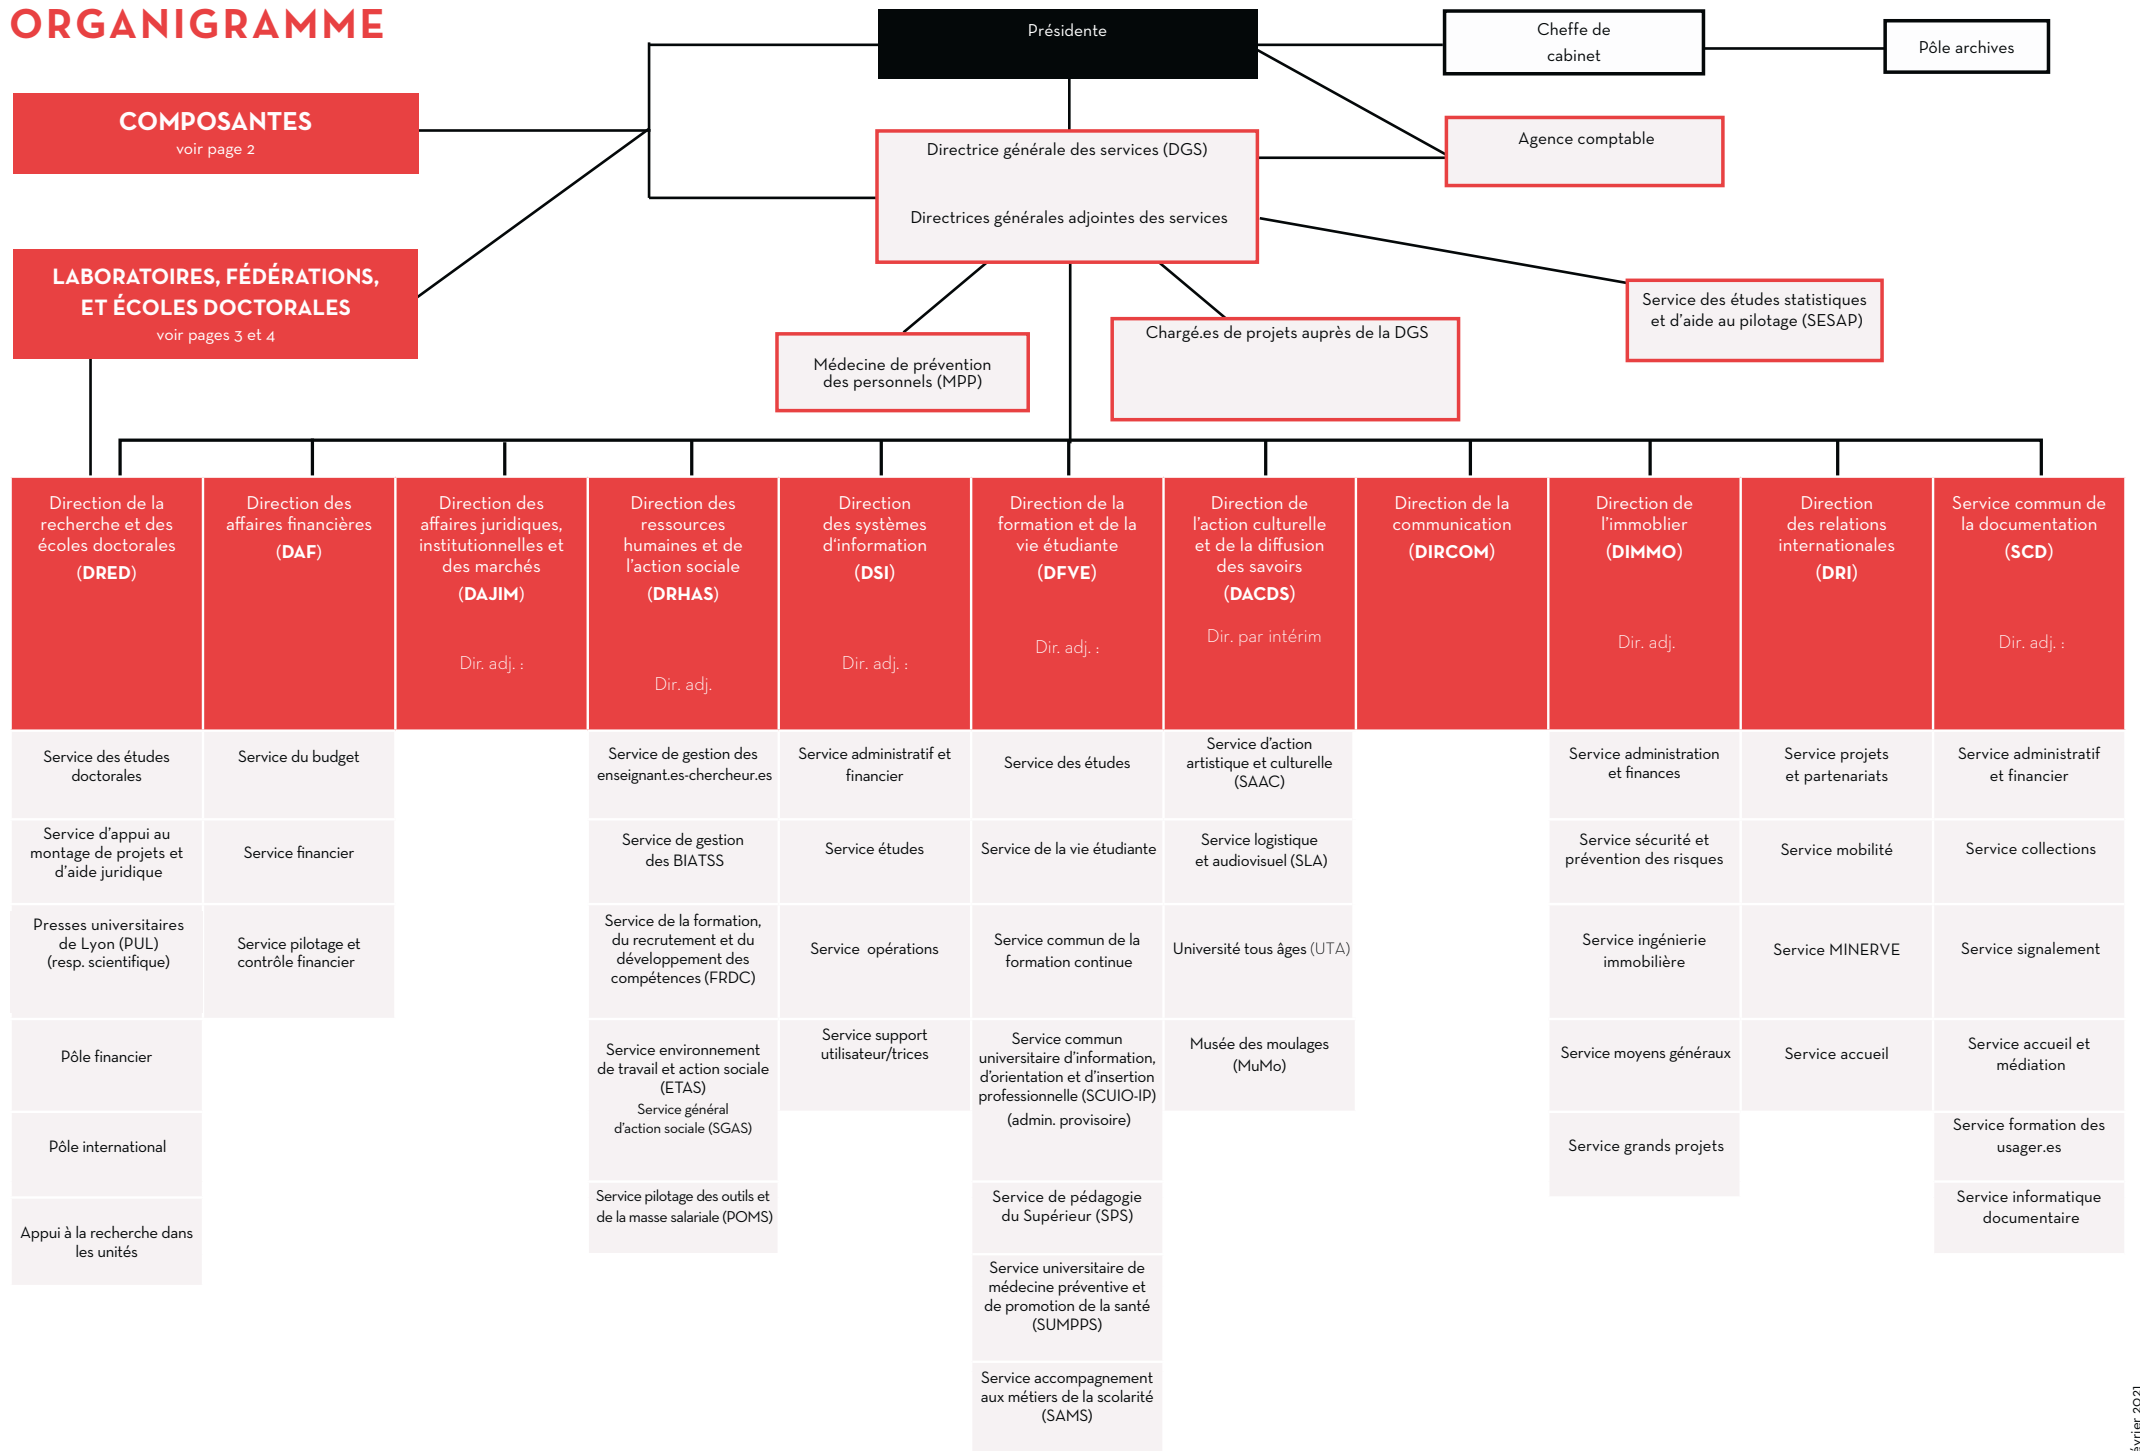 ORGANIGRAMME
Présidente
Cheffe de
cabinet
Pôle archives
COMPOSANTES
voir page 2
Agence comptable
Directrice générale des services (DGS)
Directrices générales adjointes des services
LABORATOIRES, FÉDÉRATIONS,
ET ÉCOLES DOCTORALES
voir pages 3 et 4
Service des études statistiques
et d'aide au pilotage (SESAP)
Chargé.es de projets auprès de la DGS
Médecine de prévention
des personnels (MPP)
Direction de la
recherche et des
écoles doctorales
(DRED)
Direction des
affaires financières
(DAF)
Direction des
affaires juridiques,
institutionnelles et
des marchés
(DAJIM)
Dir. adj. :
Direction des
ressources
humaines et de
l'action sociale
(DRHAS)
Dir. adj.
Direction
des systèmes
d'information
(DSI)
Dir. adj. :
Direction de la
formation et de la
vie étudiante
(DFVE)
Dir. adj. :
Direction de
l'action culturelle
et de la diffusion
des savoirs
(DACDS)
Dir. par intérim
Direction de la
communication
(DIRCOM)
Direction de
l'immoblier
(DIMMO)
Dir. adj.
Direction
des relations
internationales
(DRI)
Service commun de
la documentation
(SCD)
Dir. adj. :
Service des études
doctorales
Service d'appui au
montage de projets et
d'aide juridique
Presses universitaires
de Lyon (PUL)
(resp. scientifique)
Pôle financier
Pôle international
Appui à la recherche dans
les unités
Service du budget
Service financier
Service pilotage et
contrôle financier
Service de gestion des
enseignant.es-chercheur.es
Service de gestion
des BIATSS
Service de la formation,
du recrutement et du
développement des
compétences (FRDC)
Service environnement
de travail et action sociale
(ETAS)
Service général
d'action sociale (SGAS)
Service pilotage des outils et
de la masse salariale (POMS)
Service administratif et
financier
Service études
Service opérations
Service support
utilisateur/trices
Service des études
Service de la vie étudiante
Service commun de la
formation continue
Service commun
universitaire d'information,
d'orientation et d'insertion
professionnelle (SCUIO-IP)
(admin. provisoire)
Service de pédagogie
du Supérieur (SPS)
Service universitaire de
médecine préventive et
de promotion de la santé
(SUMPPS)
Service accompagnement
aux métiers de la scolarité
(SAMS)
Service d'action
artistique et culturelle
(SAAC)
Service logistique
et audiovisuel (SLA)
Université tous âges (UTA)
Musée des moulages
(MuMo)
Service administration
et finances
Service sécurité et
prévention des risques
Service ingénierie
immobilière
Service moyens généraux
Service grands projets
Service projets
et partenariats
Service mobilité
Service MINERVE
Service accueil
Service administratif
et financier
Service collections
Service signalement
Service accueil et
médiation
Service formation des
usager.es
Service informatique
documentaire
2021